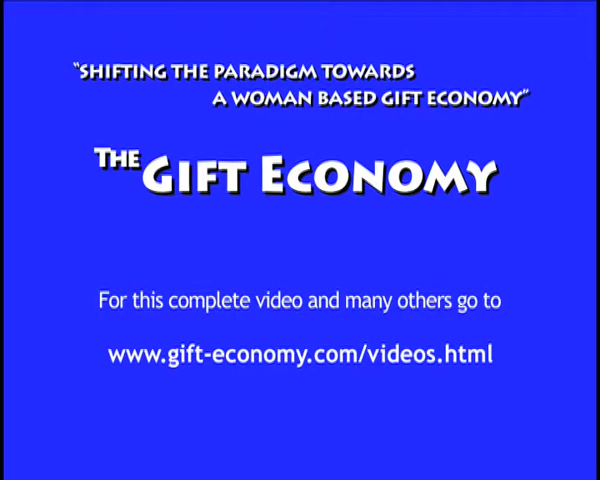 "SHIFTING THE PARADIGM TOWARDS
A WOMAN BASED GIFT ECONOMY"
THE GIFT ECONOMY
For this complete video and many others go to
www.gift-economy.com/videos.html